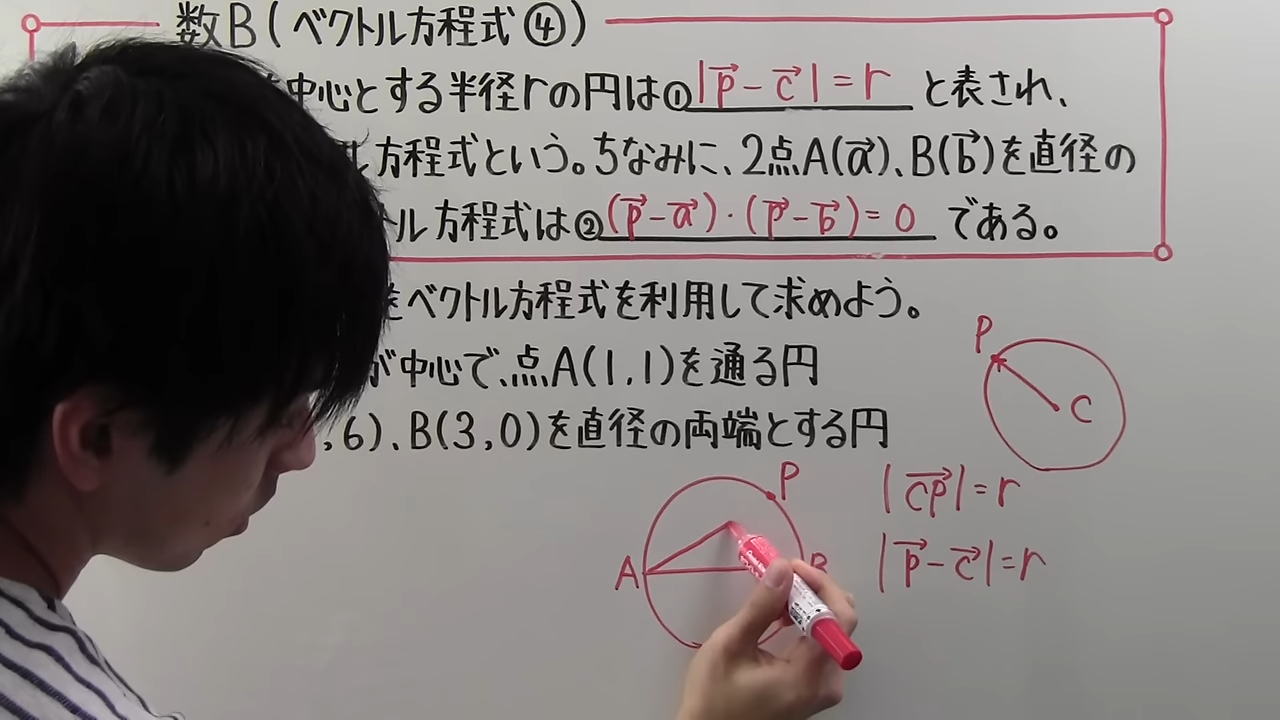 数B(ベクトル方程式④)
中心とする半径rの円は①|p⃗-c⃗|=rと表され、
方程式という。ちなみに、2点A(a⃗)、B(b⃗)を直径の
ル方程式は②(p⃗-a⃗)・(p⃗-b⃗)=0である。
をベクトル方程式を利用して求めよう。
が中心で、点A(1,1)を通る円
,6)、B(3,0)を直径の両端とする円
P
C
|CP⃗|=r
|p⃗-c⃗|=r
P
A
B